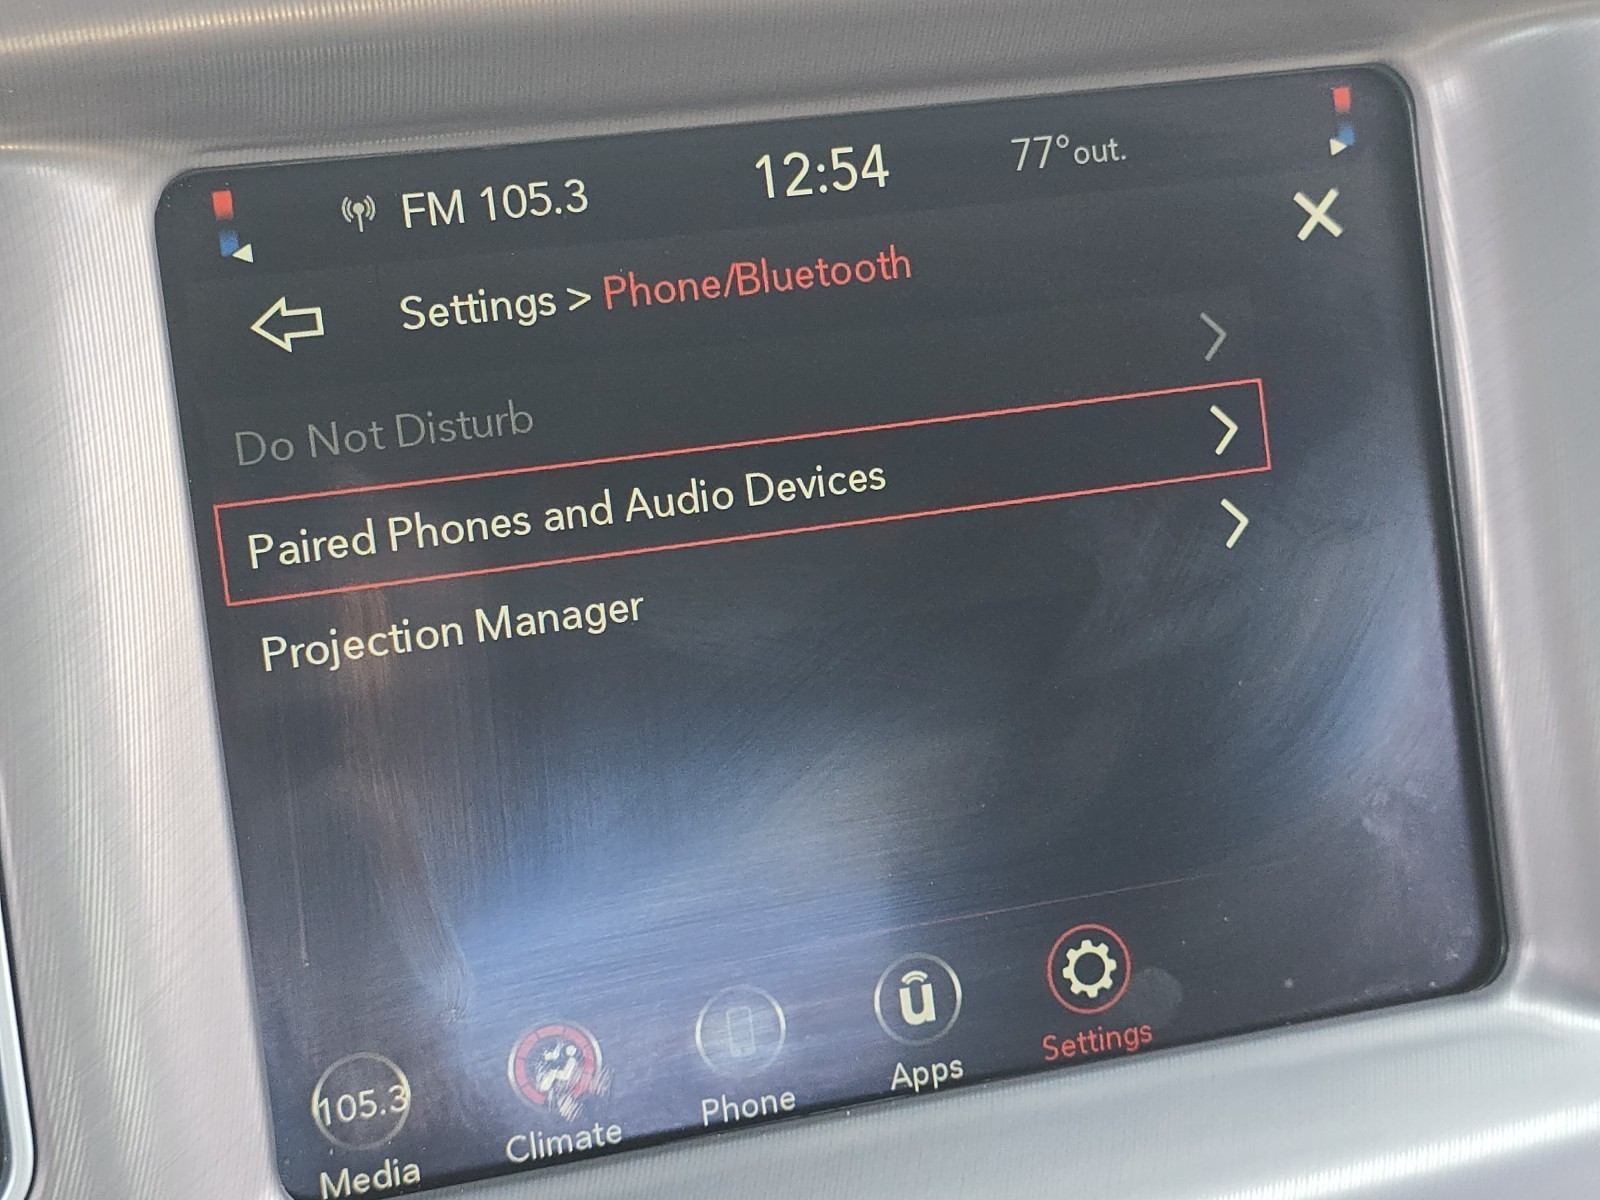 FM 105.3 12:54 77° out.
Settings > Phone/Bluetooth
Do Not Disturb
Paired Phones and Audio Devices
Projection Manager
105.3
u
Media Climate Phone Apps Settings